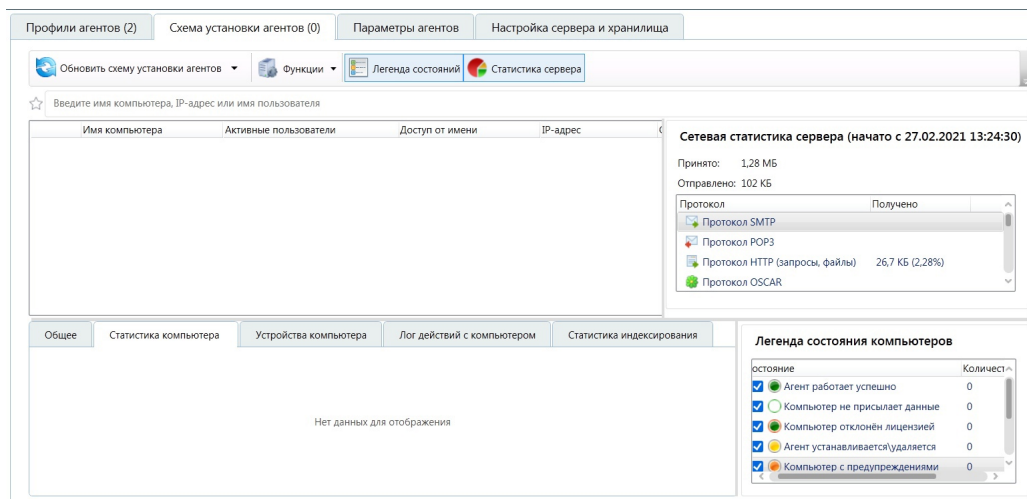 Профили агентов (2) Схема установки агентов (0) Параметры агентов Настройка сервера и хранилища
Обновить схему установки агентов Функции Легенда состояний Статистика сервера
Введите имя компьютера, IP-адрес или имя пользователя
Имя компьютера Активные пользователи Доступ от имени IP-адрес
Сетевая статистика сервера (начато с 27.02.2021 13:24:30)
Принято: 1,28 МБ
Отправлено: 102 КБ
Протокол Получено
Протокол SMTP
Протокол POP3
Протокол HTTP (запросы, файлы) 26,7 КБ (2,28%)
Протокол OSCAR
Общее Статистика компьютера Устройства компьютера Лог действий с компьютером Статистика индексирования
Нет данных для отображения
Легенда состояния компьютеров
остояние Количест
Агент работает успешно 0
Компьютер не присылает данные 0
Компьютер отклонён лицензией 0
Агент устанавливается\удаляется 0
Компьютер с предупреждениями 0